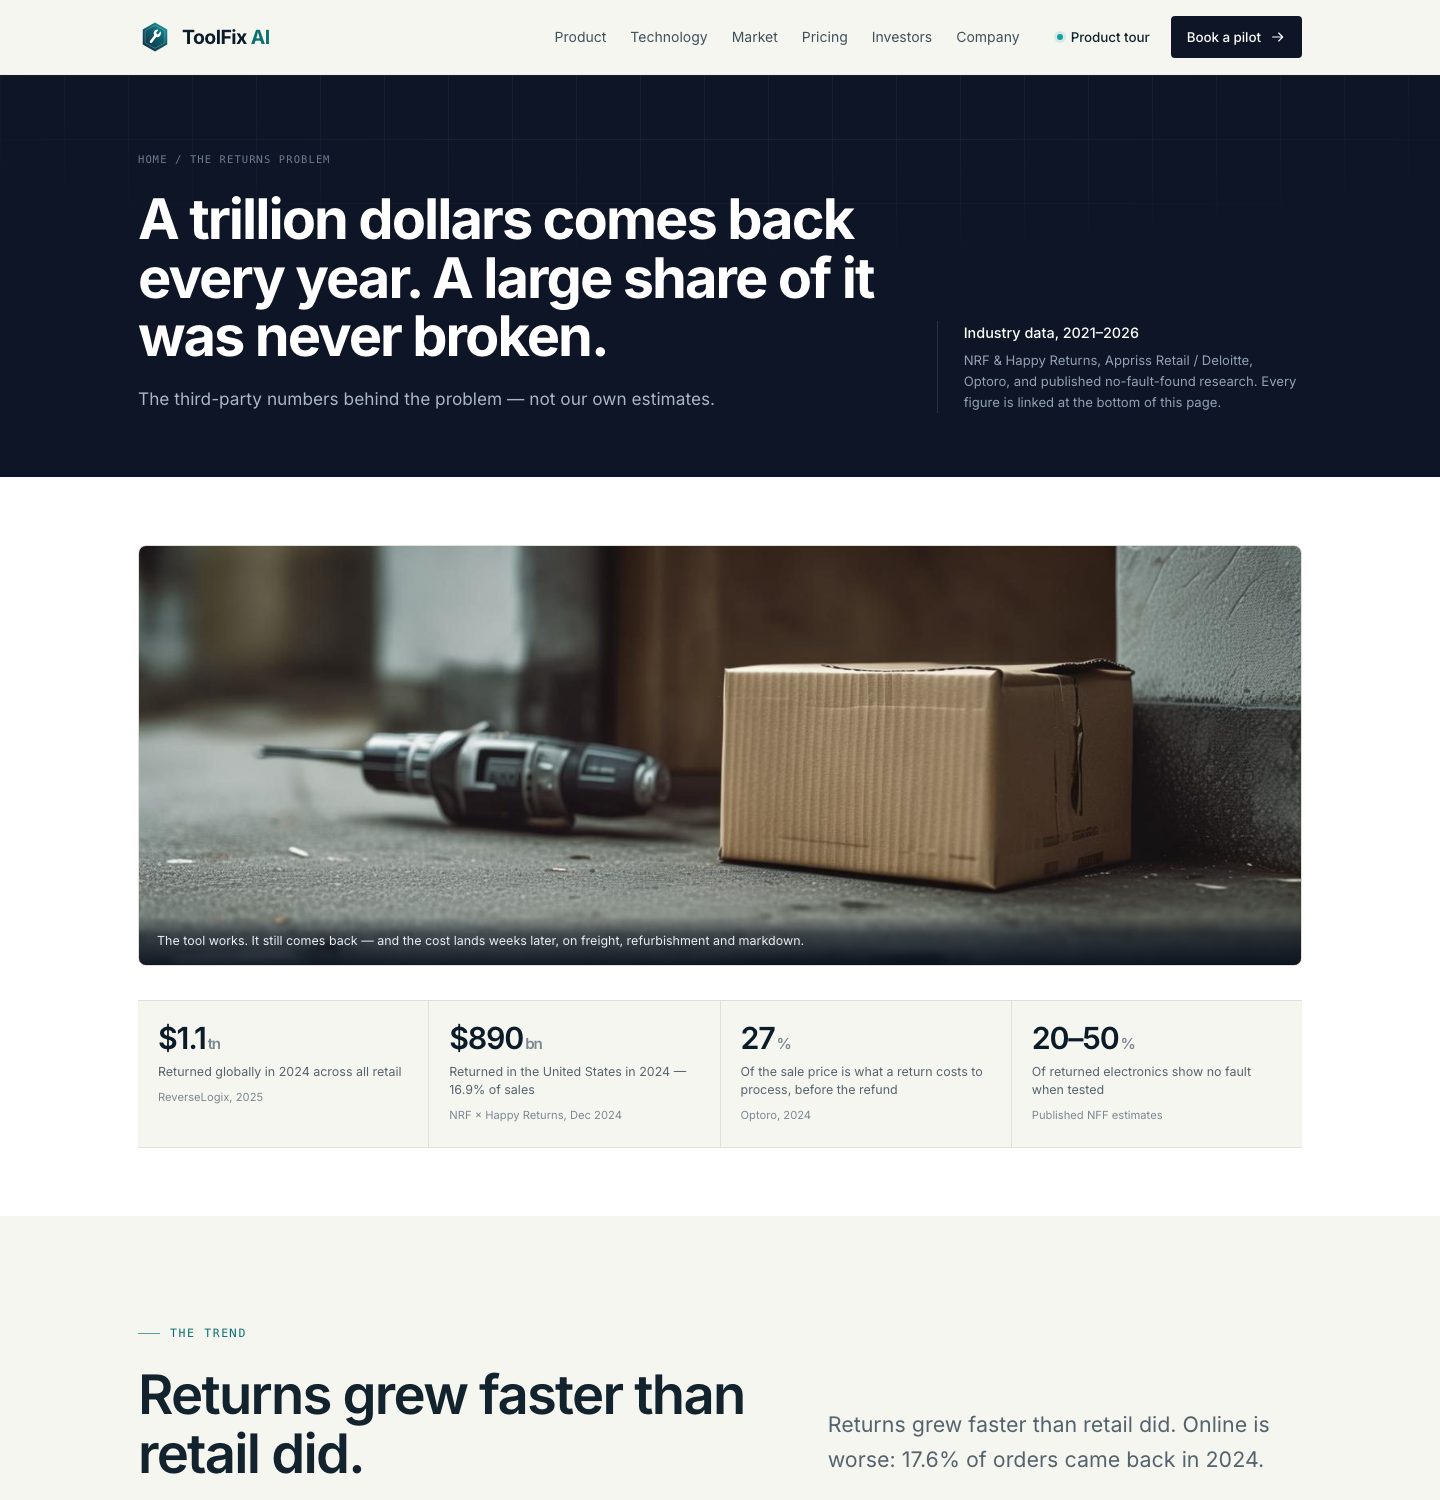 ToolFix AI
Product
Technology
Market
Pricing
Investors
Company
Product tour
Book a pilot →
HOME / THE RETURNS PROBLEM
A trillion dollars comes back
every year. A large share of it
was never broken.
The third-party numbers behind the problem — not our own estimates.
Industry data, 2021–2026
NRF & Happy Returns, Appriss Retail / Deloitte,
Optoro, and published no-fault-found research. Every
figure is linked at the bottom of this page.
The tool works. It still comes back — and the cost lands weeks later, on freight, refurbishment and markdown.
$1.1tn
Returned globally in 2024 across all retail
ReverseLogix, 2025
$890bn
Returned in the United States in 2024 —
16.9% of sales
NRF × Happy Returns, Dec 2024
27%
Of the sale price is what a return costs to
process, before the refund
Optoro, 2024
20–50%
Of returned electronics show no fault
when tested
Published NFF estimates
THE TREND
Returns grew faster than
retail did.
Returns grew faster than retail did. Online is
worse: 17.6% of orders came back in 2024.